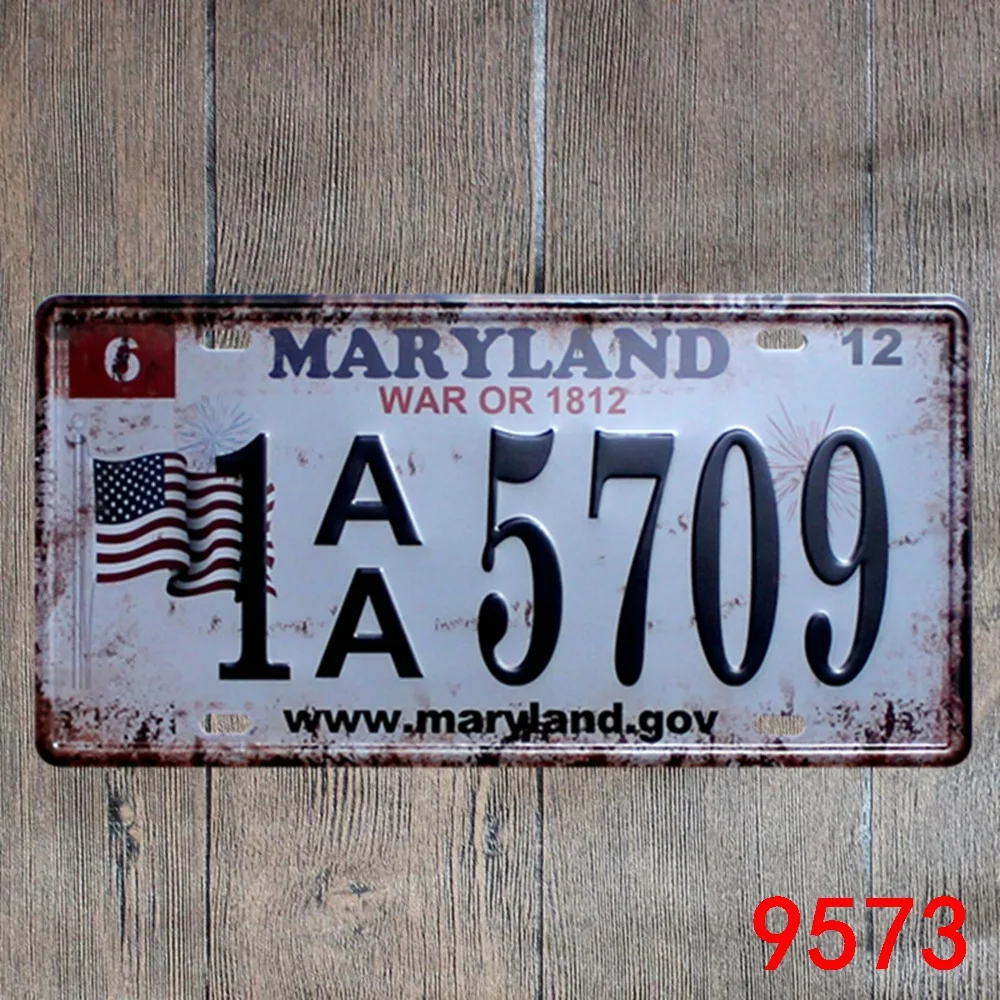 6 MARYLAND 12
WAR OR 1812
1AA5709
www.maryland.gov
9573